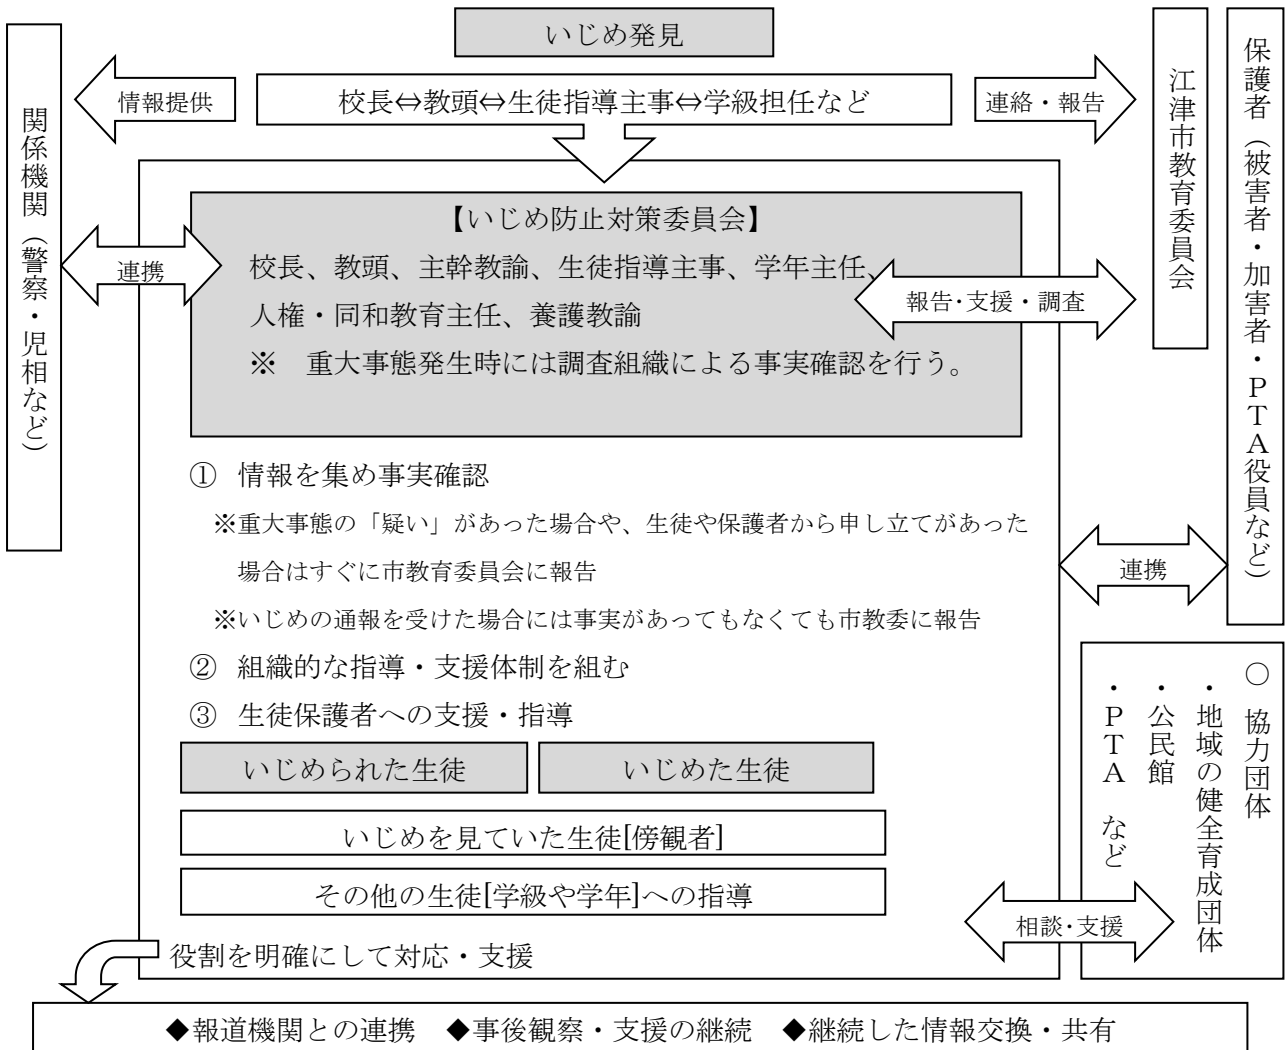 いじめ発見
情報提供
校長⇔教頭⇔生徒指導主事⇔学級担任など
連絡・報告
関係機関（警察・児相など）
江津市教育委員会
保護者（被害者・加害者・PTA役員など）
【いじめ防止対策委員会】
校長、教頭、主幹教諭、生徒指導主事、学年主任、
人権・同和教育主任、養護教諭
※　重大事態発生時には調査組織による事実確認を行う。
連携
報告・支援・調査
① 情報を集め事実確認
※重大事態の「疑い」があった場合や、生徒や保護者から申し立てがあった
場合はすぐに市教育委員会に報告
※いじめの通報を受けた場合には事実があってもなくても市教委に報告
連携
② 組織的な指導・支援体制を組む
③ 生徒保護者への支援・指導
いじめられた生徒
いじめた生徒
いじめを見ていた生徒[傍観者]
その他の生徒[学級や学年]への指導
○ 協力団体
・地域の健全育成団体
・公民館
・PTA　など
相談・支援
役割を明確にして対応・支援
◆報道機関との連携　◆事後観察・支援の継続　◆継続した情報交換・共有